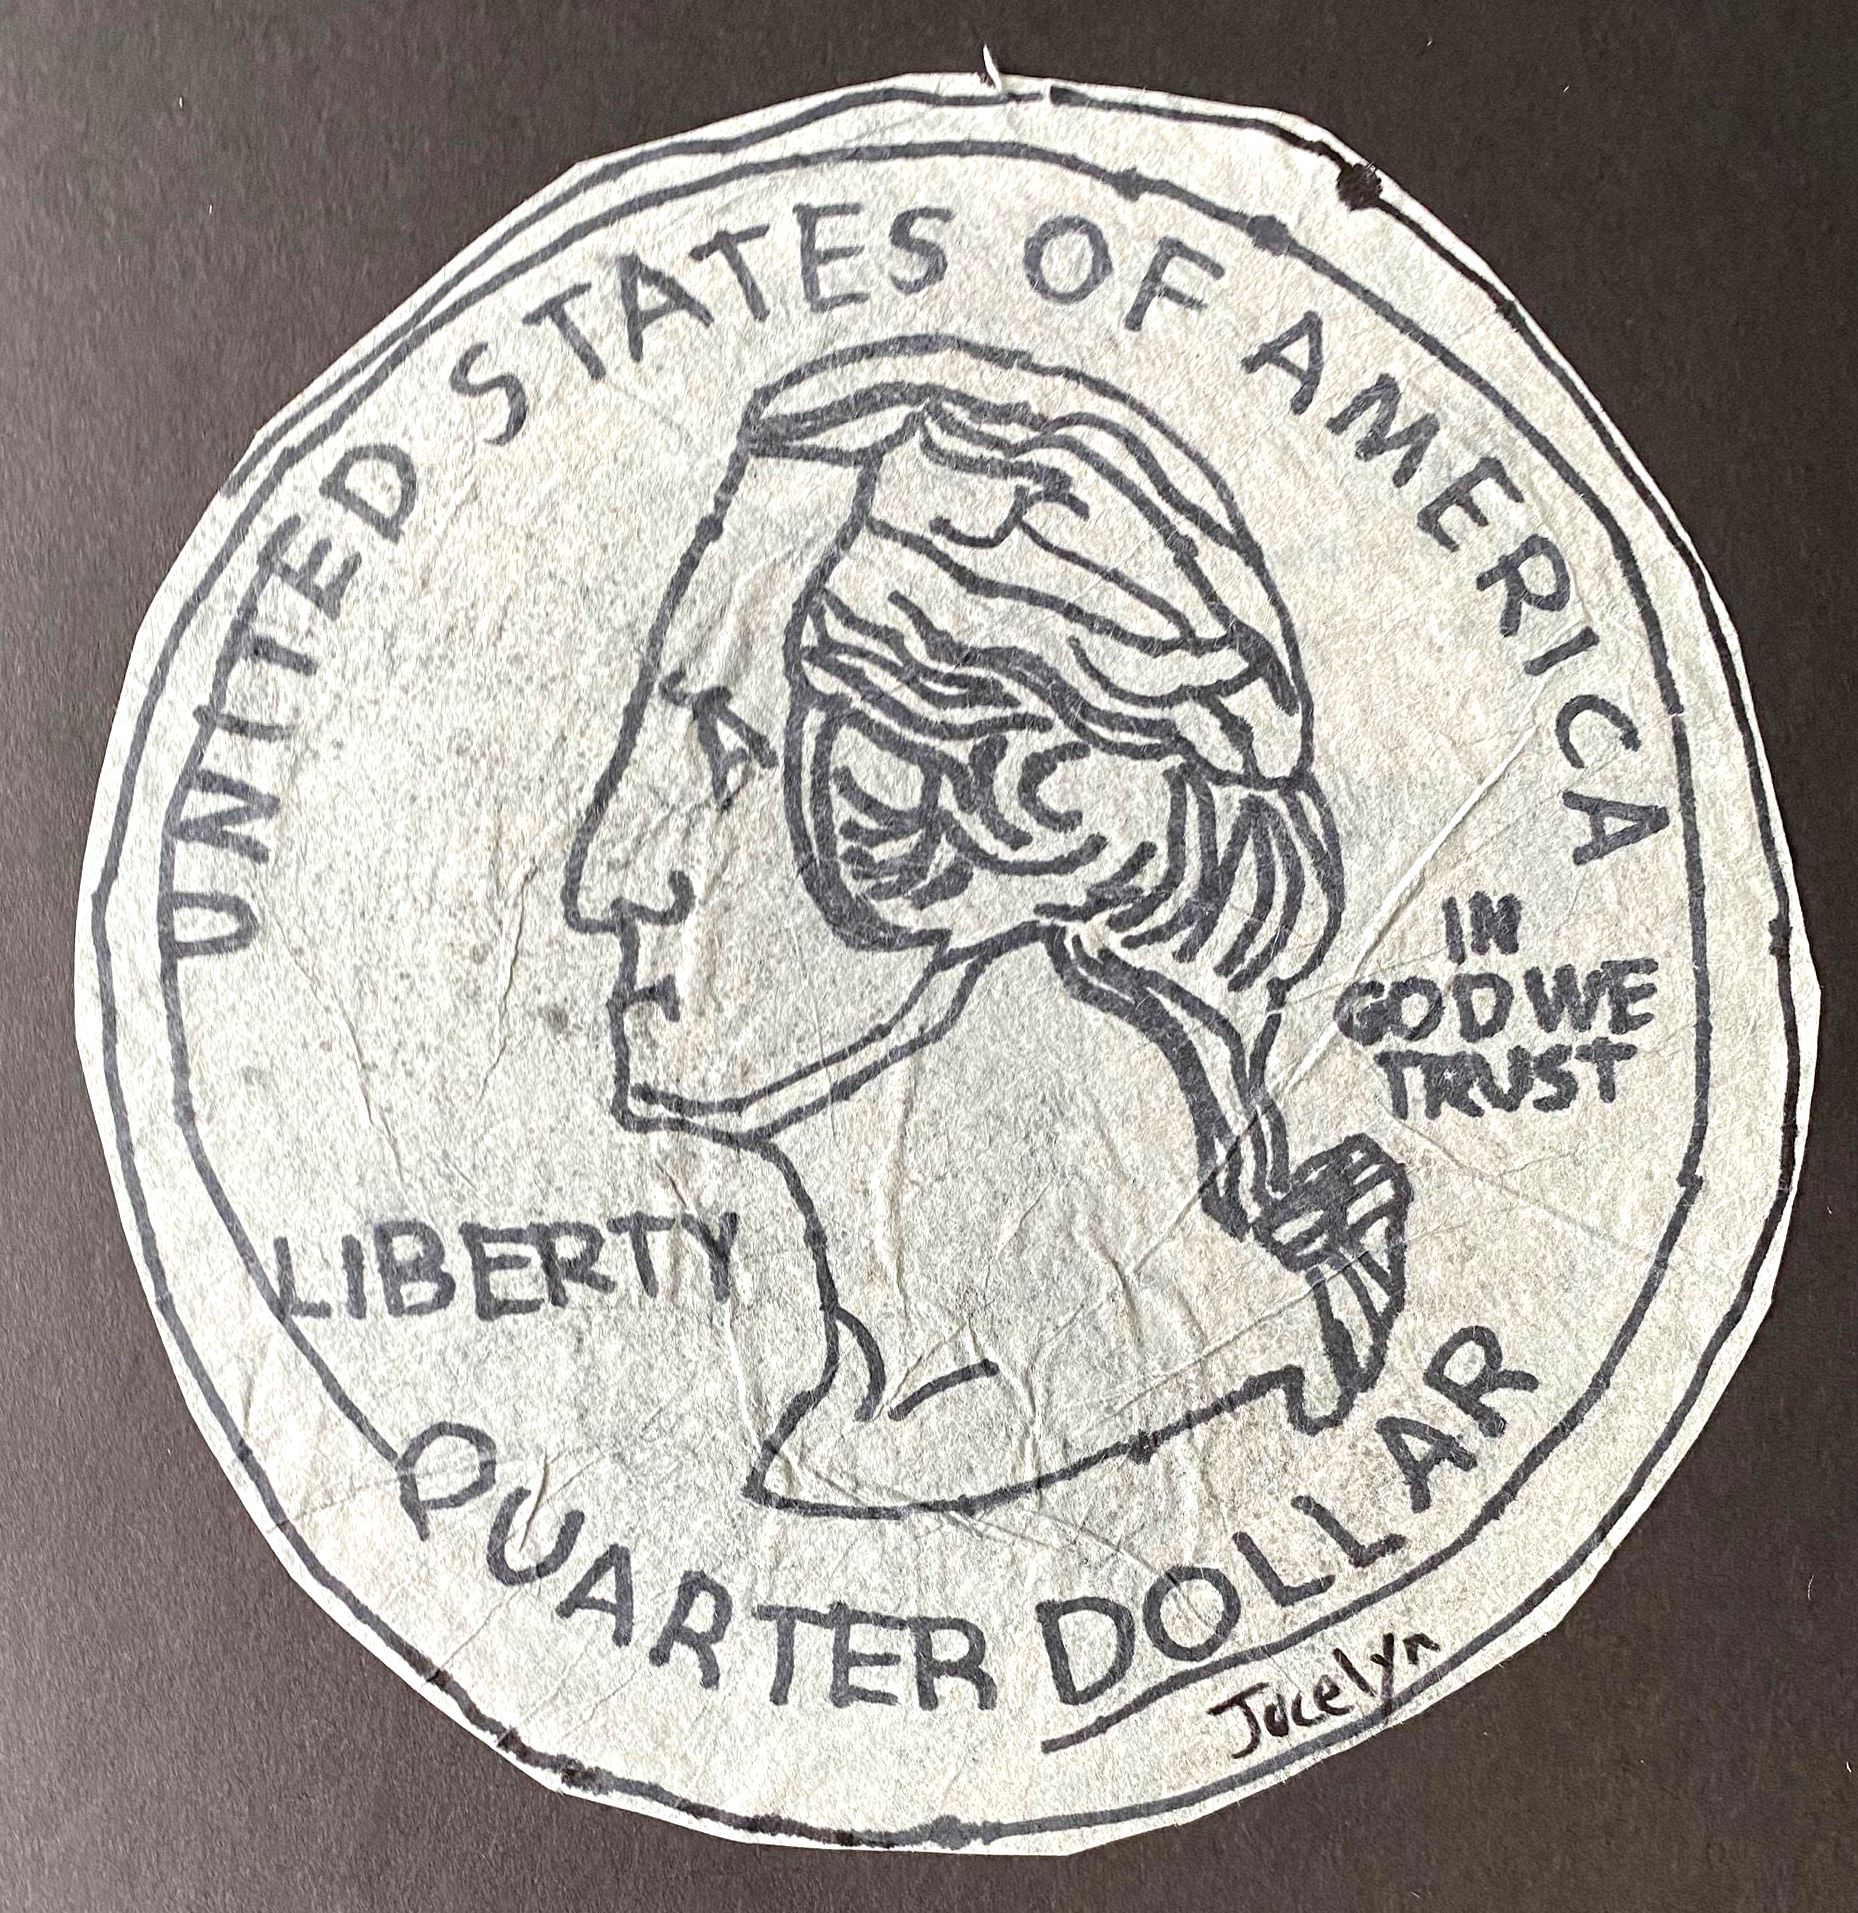 UNITED STATES OF AMERICA
IN
GOD WE
TRUST
LIBERTY
QUARTER DOLLAR
Jocelyn